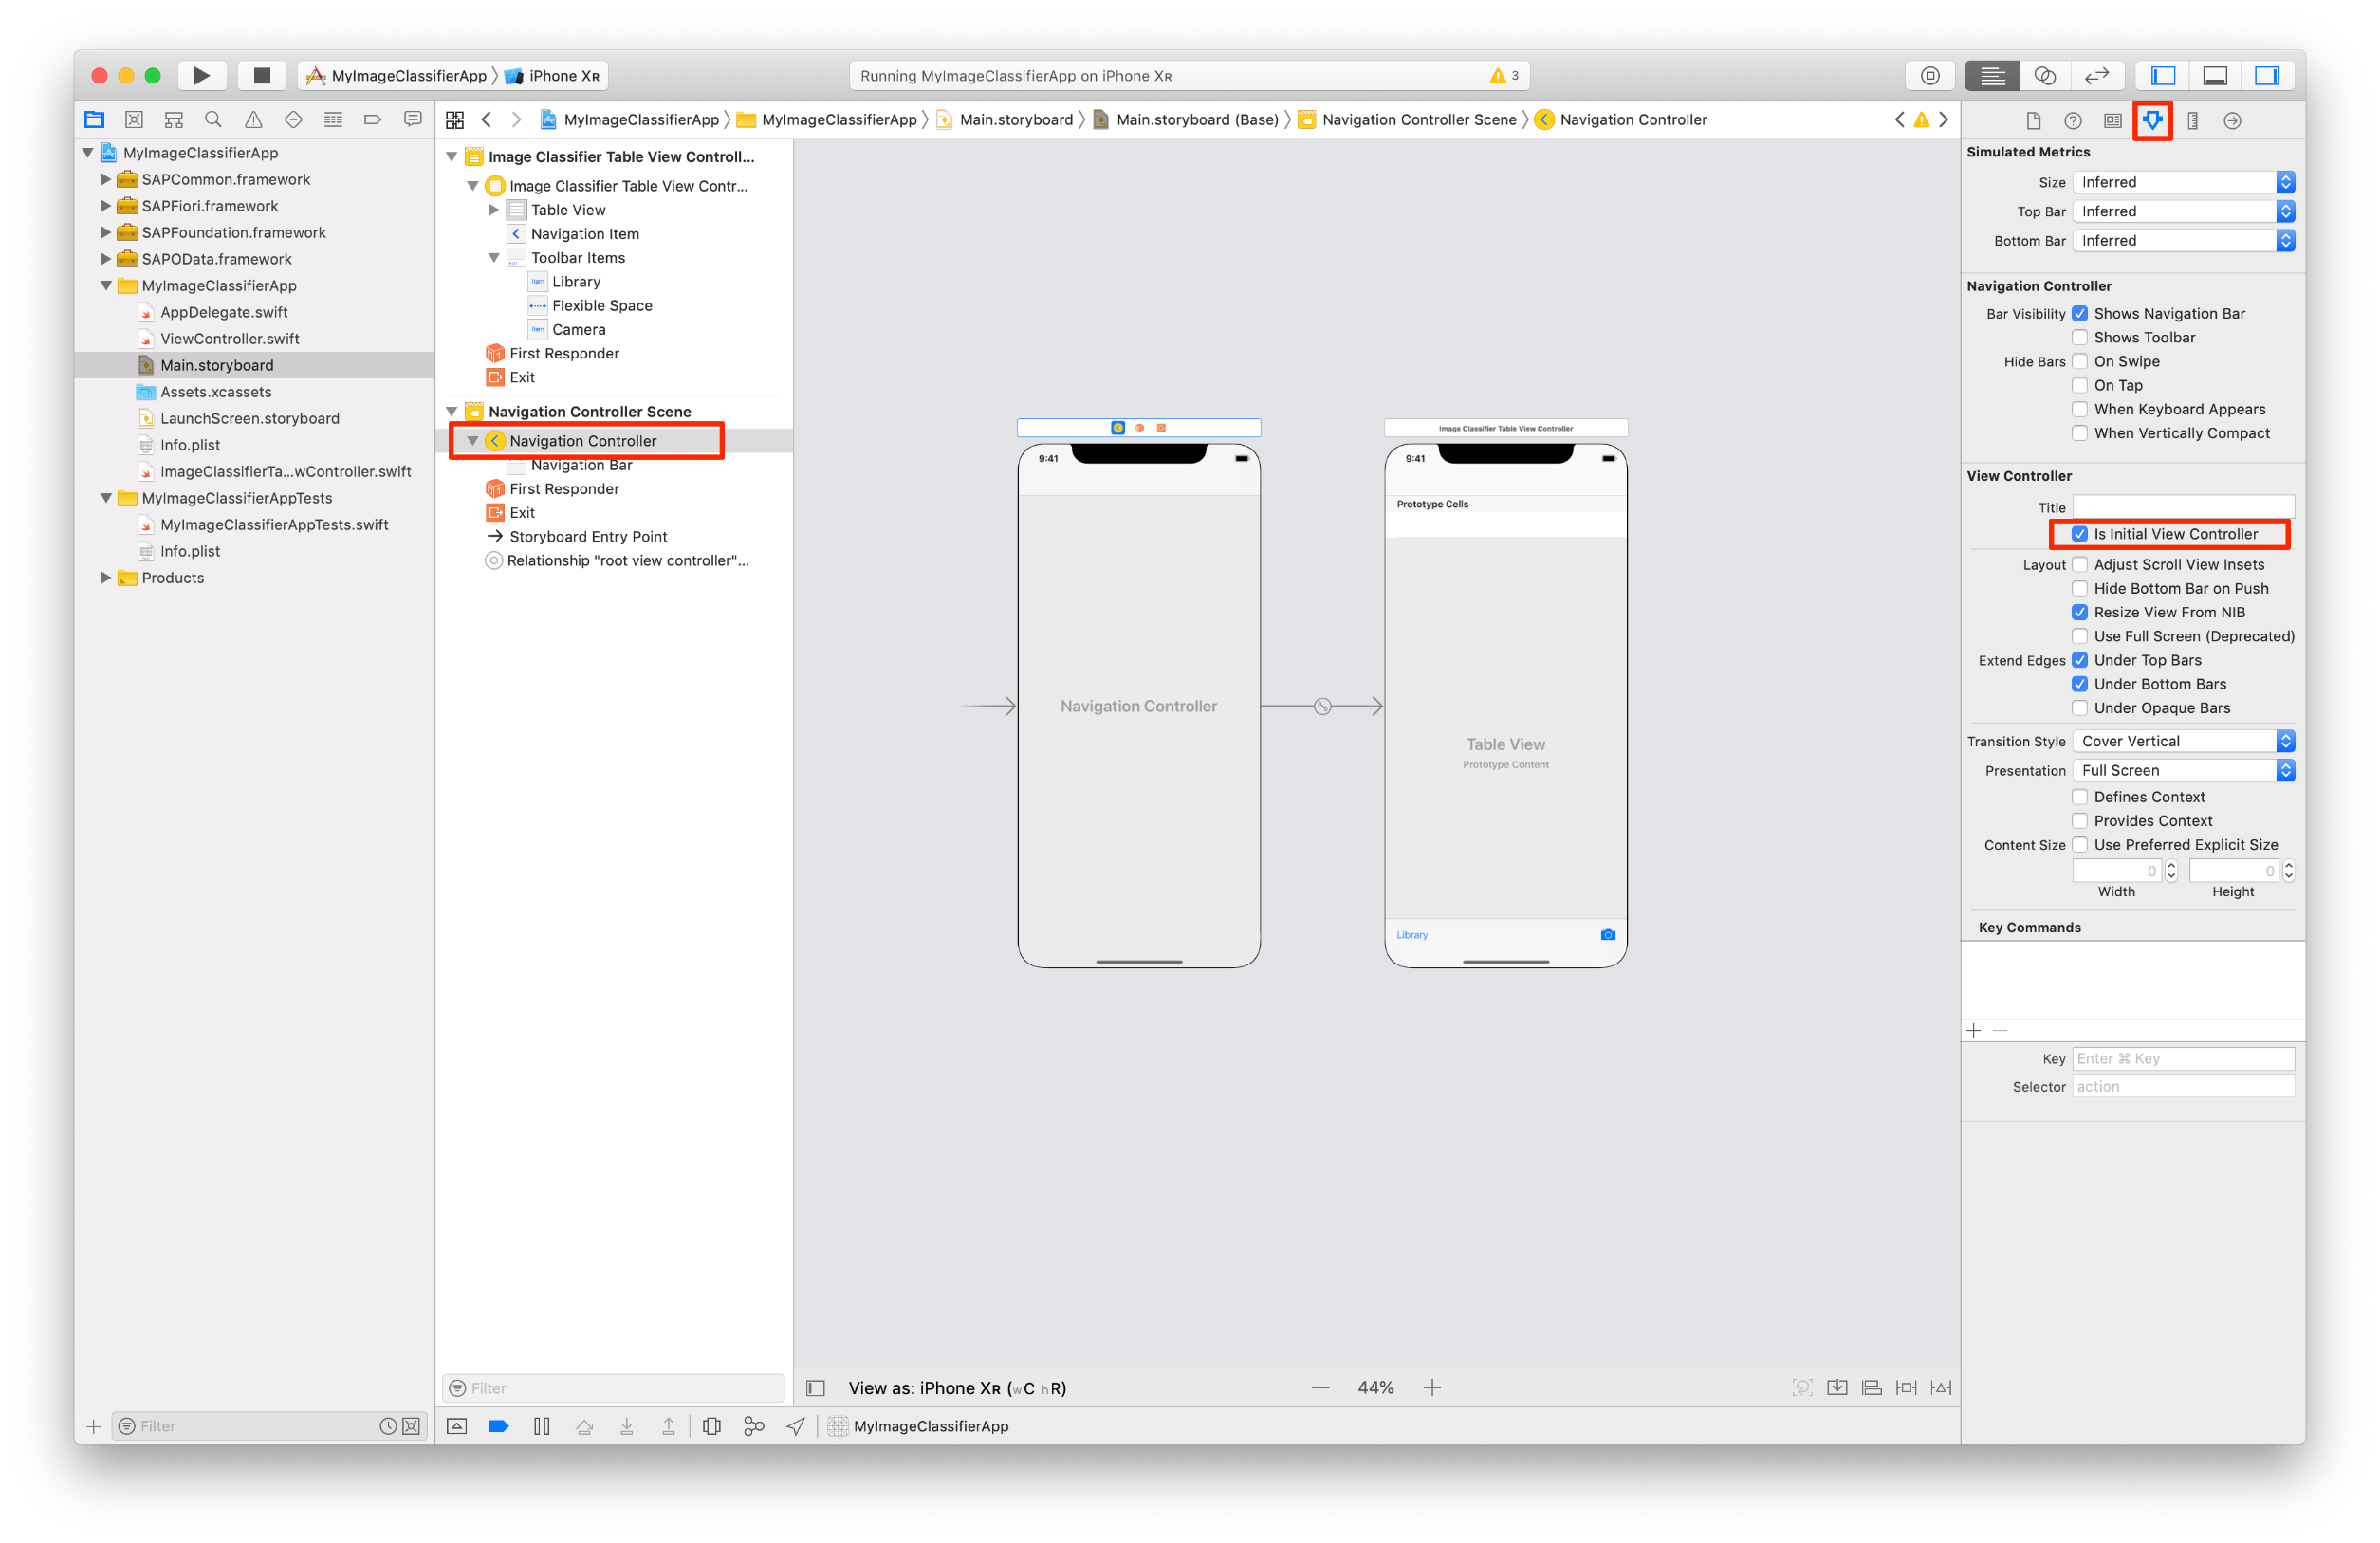 MyImageClassifierApp 〉 iPhone Xʀ
Running MyImageClassifierApp on iPhone Xʀ
3
MyImageClassifierApp 〉 MyImageClassifierApp 〉 Main.storyboard 〉 Main.storyboard (Base) 〉 Navigation Controller Scene 〉 Navigation Controller
MyImageClassifierApp
SAPCommon.framework
SAPFiori.framework
SAPFoundation.framework
SAPOData.framework
MyImageClassifierApp
AppDelegate.swift
ViewController.swift
Main.storyboard
Assets.xcassets
LaunchScreen.storyboard
Info.plist
ImageClassifierTa...wController.swift
MyImageClassifierAppTests
MyImageClassifierAppTests.swift
Info.plist
Products
Filter
Image Classifier Table View Controll...
Image Classifier Table View Contr...
Table View
Navigation Item
Toolbar Items
Item Library
Flexible Space
Item Camera
First Responder
Exit
Navigation Controller Scene
Navigation Controller
Navigation Bar
First Responder
Exit
Storyboard Entry Point
Relationship "root view controller"...
Filter
9:41
Navigation Controller
Image Classifier Table View Controller
9:41
Prototype Cells
Table View
Prototype Content
Library
View as: iPhone Xʀ (wC hR)
44%
MyImageClassifierApp
Simulated Metrics
Size Inferred
Top Bar Inferred
Bottom Bar Inferred
Navigation Controller
Bar Visibility Shows Navigation Bar
Shows Toolbar
Hide Bars On Swipe
On Tap
When Keyboard Appears
When Vertically Compact
View Controller
Title
Is Initial View Controller
Layout Adjust Scroll View Insets
Hide Bottom Bar on Push
Resize View From NIB
Use Full Screen (Deprecated)
Extend Edges Under Top Bars
Under Bottom Bars
Under Opaque Bars
Transition Style Cover Vertical
Presentation Full Screen
Defines Context
Provides Context
Content Size Use Preferred Explicit Size
0 0
Width Height
Key Commands
Key Enter ⌘ Key
Selector action